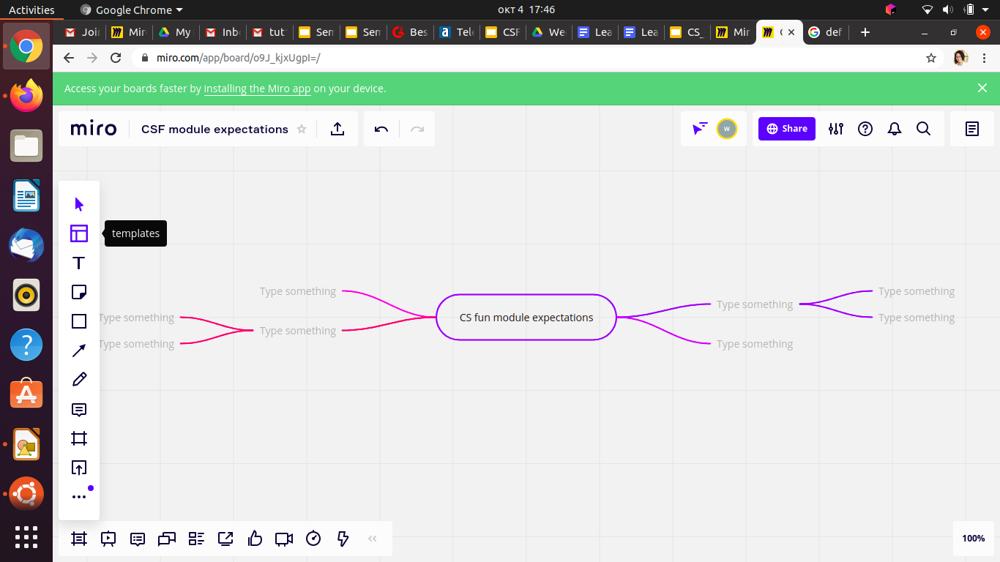 Activities
Google Chrome
окт 4 17:46
Joi
Mir
My
Inb
tut
Sem
Sem
Bes
Tel
CSF
We
Lea
Lea
CS_
Mir
def
miro.com/app/board/o9J_kjxUgpI=/
Access your boards faster by installing the Miro app on your device.
miro
CSF module expectations
W
Share
templates
Type something
Type something
Type something
Type something
CS fun module expectations
Type something
Type something
Type something
Type something
100%